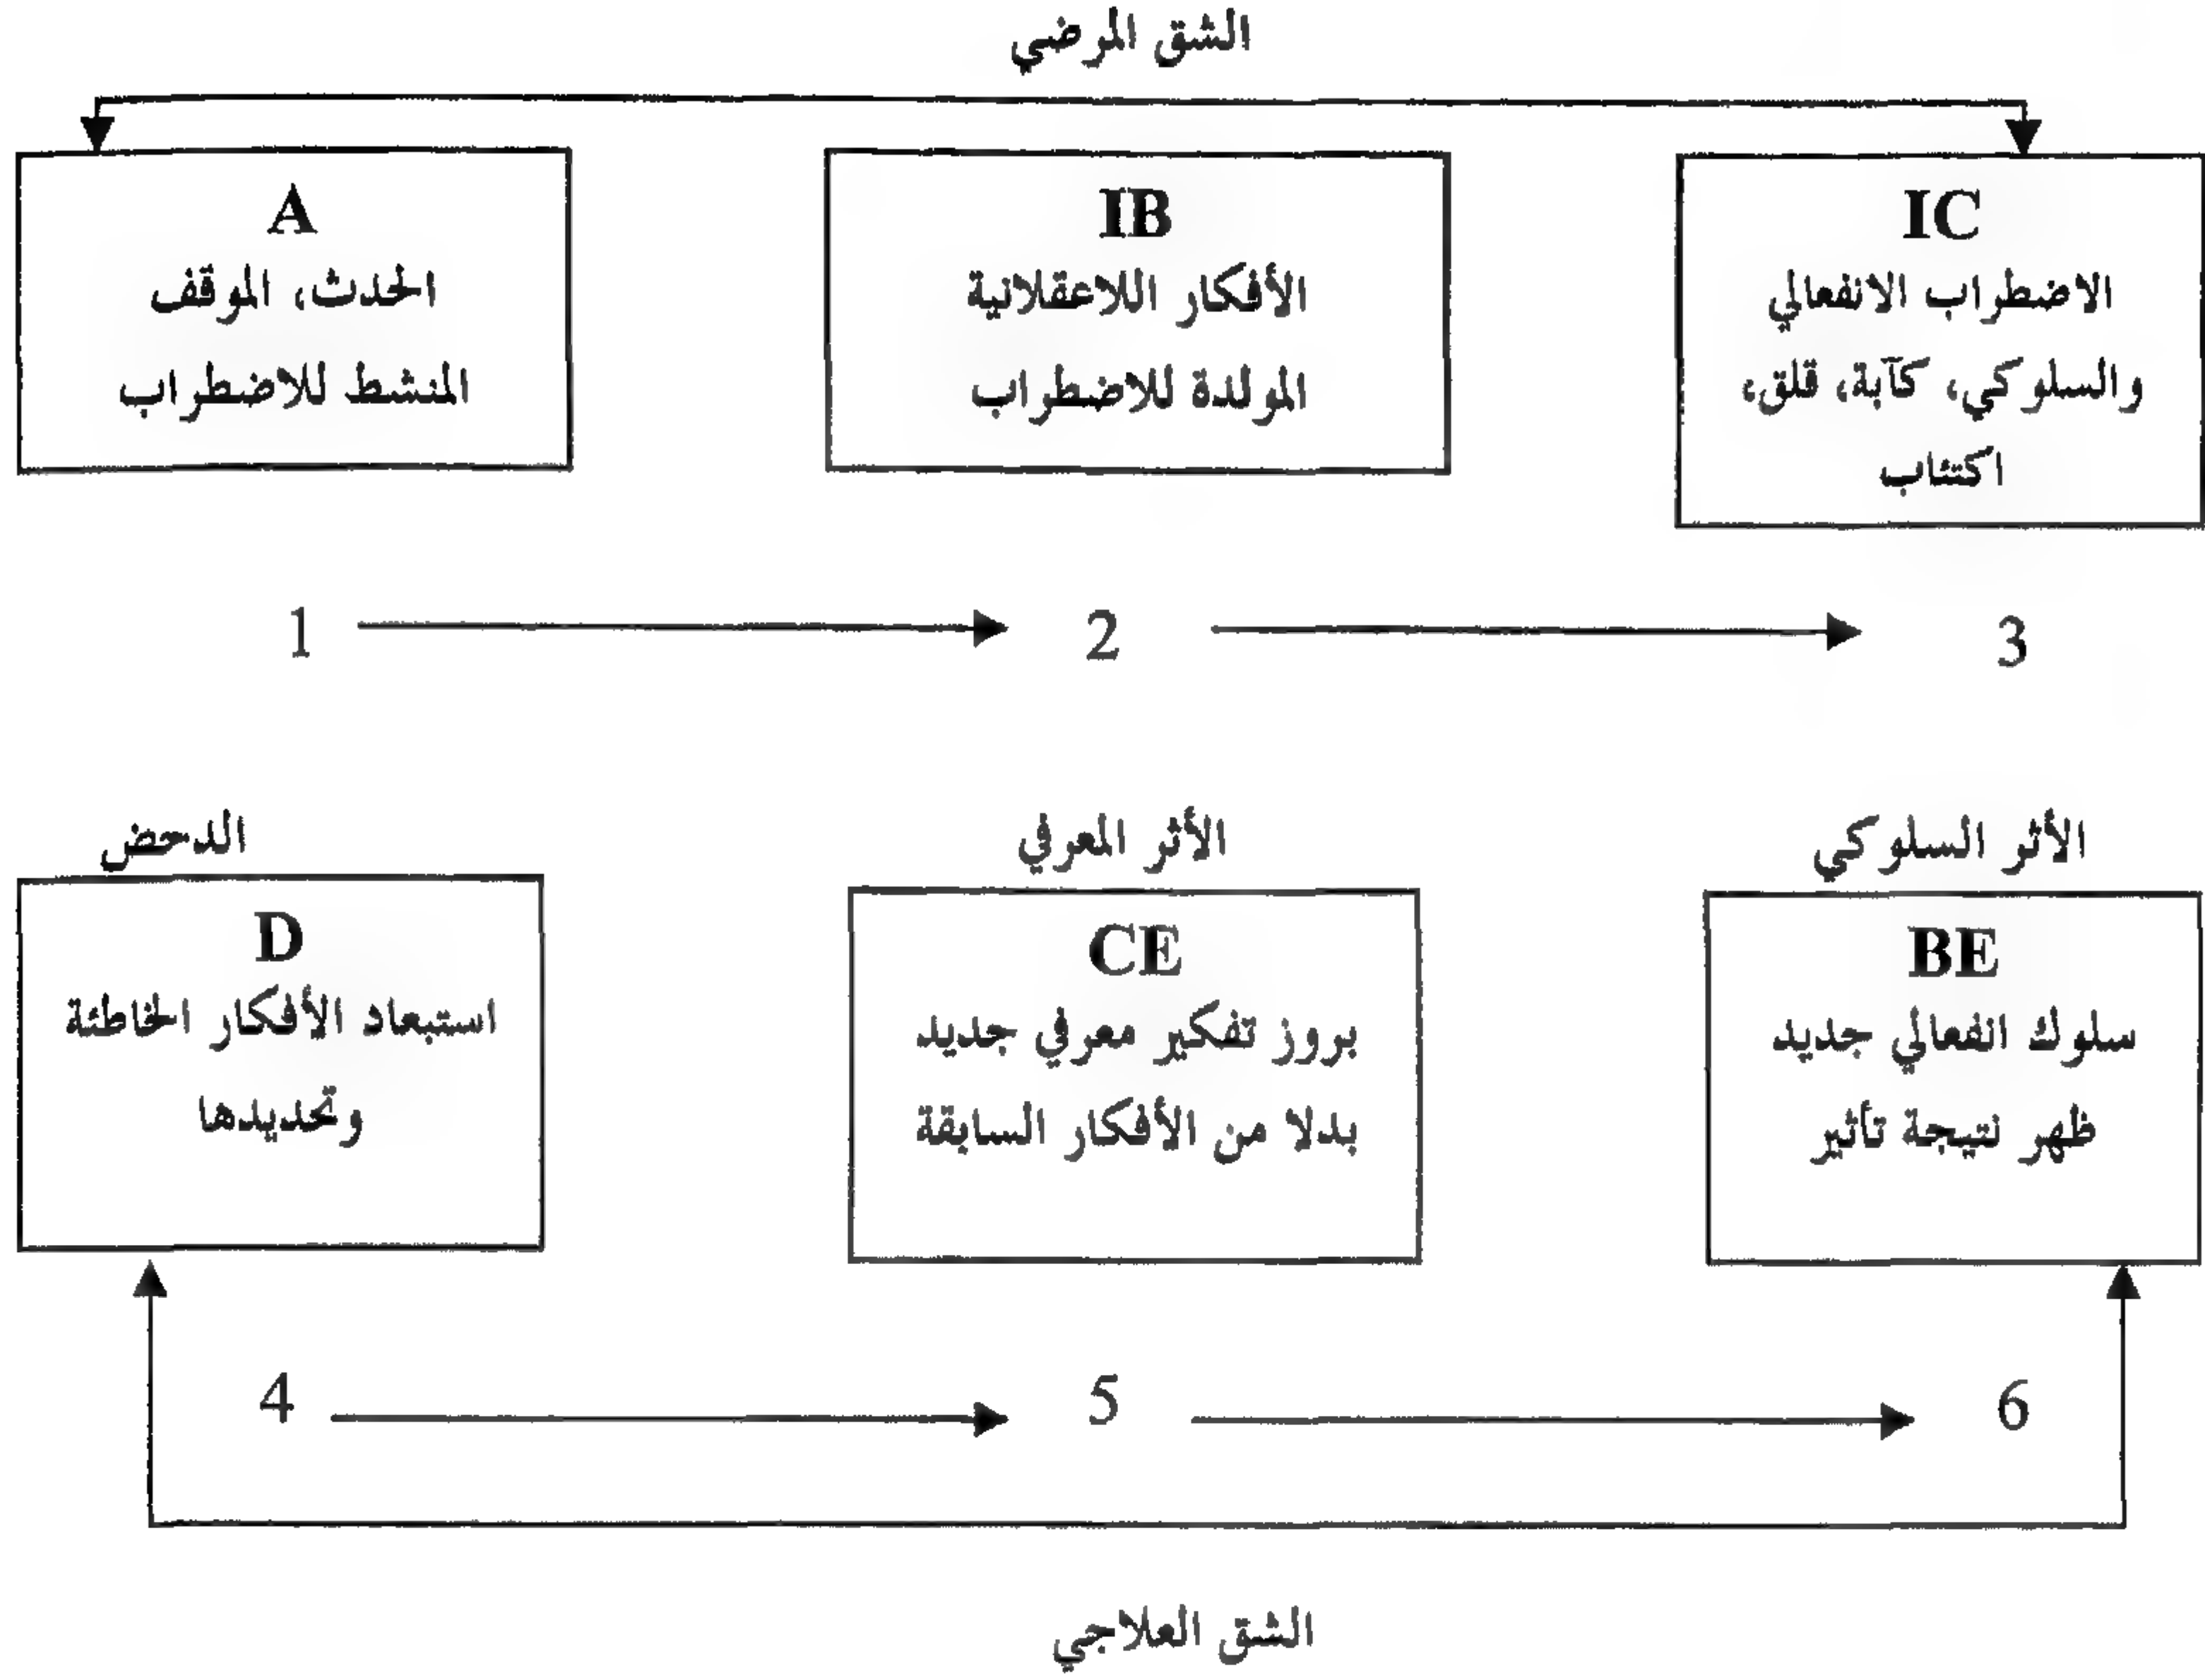 الشق المرضي
A
الحدث، الموقف
المنشط للاضطراب
IB
الأفكار اللاعقلانية
المولدة للاضطراب
IC
الاضطراب الانفعالي
والسلوكي، كآبة، قلق،
اكتئاب
1
2
3
الدحض
D
استبعاد الأفكار الخاطئة
وتحديدها
الأثر المعرفي
CE
بروز تفكير معرفي جديد
بدلا من الأفكار السابقة
الأثر السلوكي
BE
سلوك انفعالي جديد
ظهر نتيجة تأثير
4
5
6
الشق العلاجي